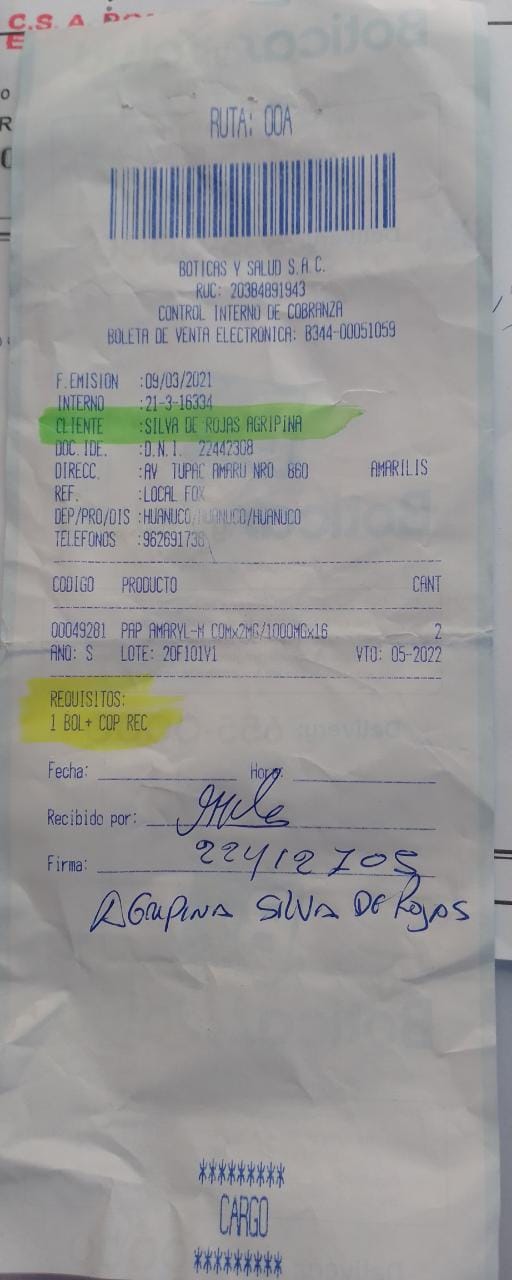 C.S.A.
RUTA: 00A
BOTICAS Y SALUD S.A.C.
RUC: 20384891943
CONTROL INTERNO DE COBRANZA
BOLETA DE VENTA ELECTRONICA: B344-00051059
F.EMISION :09/03/2021
INTERNO :21-3-16334
CLIENTE :SILVA DE ROJAS AGRIPINA
DOC.IDE. :D.N.I. 22442308
DIRECC. :AV TUPAC AMARU NRO 860 AMARILIS
REF. :LOCAL FOX
DEP/PRO/DIS :HUANUCO/HUANUCO/HUANUCO
TELEFONOS :962691738
CODIGO PRODUCTO CANT
00049281 PAP AMARYL-M COMx2MG/1000MGx16 2
ANQ: S LOTE: 20F101V1 VTO: 05-2022
REQUISITOS:
1 BOL+ COP REC
Fecha: Hora:
Recibido por:
Firma: 22412708
AGRIPINA SILVA DE Rojas
*********
CARGO
*********